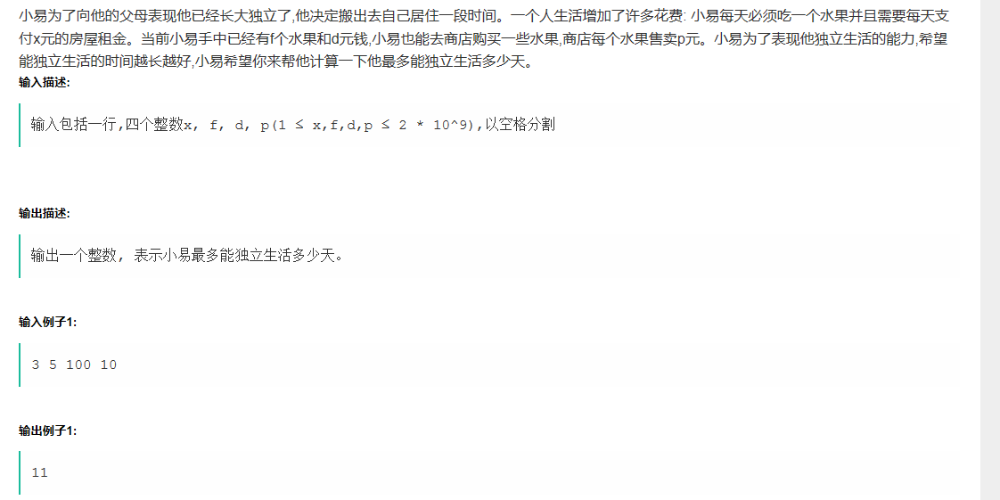 小易为了向他的父母表现他已经长大独立了,他决定搬出去自己居住一段时间。一个人生活增加了许多花费: 小易每天必须吃一个水果并且需要每天支
付x元的房屋租金。当前小易手中已经有f个水果和d元钱,小易也能去商店购买一些水果,商店每个水果售卖p元。小易为了表现他独立生活的能力,希望
能独立生活的时间越长越好,小易希望你来帮他计算一下他最多能独立生活多少天。
输入描述:
输入包括一行,四个整数x, f, d, p(1 ≤ x,f,d,p ≤ 2 * 10^9),以空格分割
输出描述:
输出一个整数, 表示小易最多能独立生活多少天。
输入例子1:
3 5 100 10
输出例子1:
11